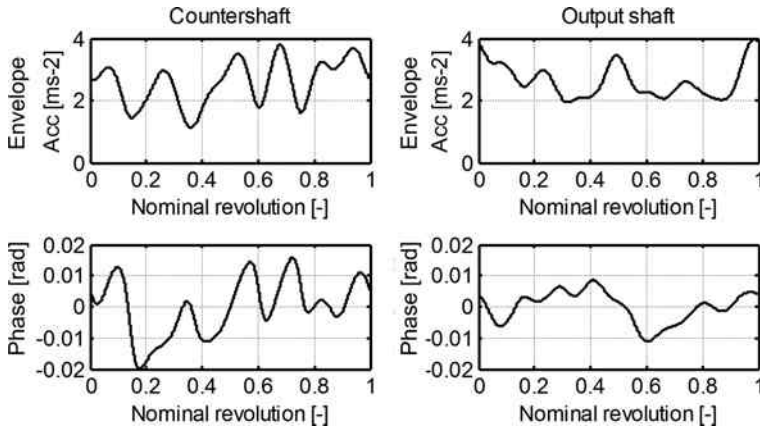 Countershaft
Envelope
Acc [ms-2]
4
2
0
0 0.2 0.4 0.6 0.8 1
Nominal revolution [-]
Output shaft
Envelope
Acc [ms-2]
4
2
0
0 0.2 0.4 0.6 0.8 1
Nominal revolution [-]
Phase [rad]
0.02
0.01
0
-0.01
-0.02
0 0.2 0.4 0.6 0.8 1
Nominal revolution [-]
Phase [rad]
0.02
0.01
0
-0.01
-0.02
0 0.2 0.4 0.6 0.8 1
Nominal revolution [-]